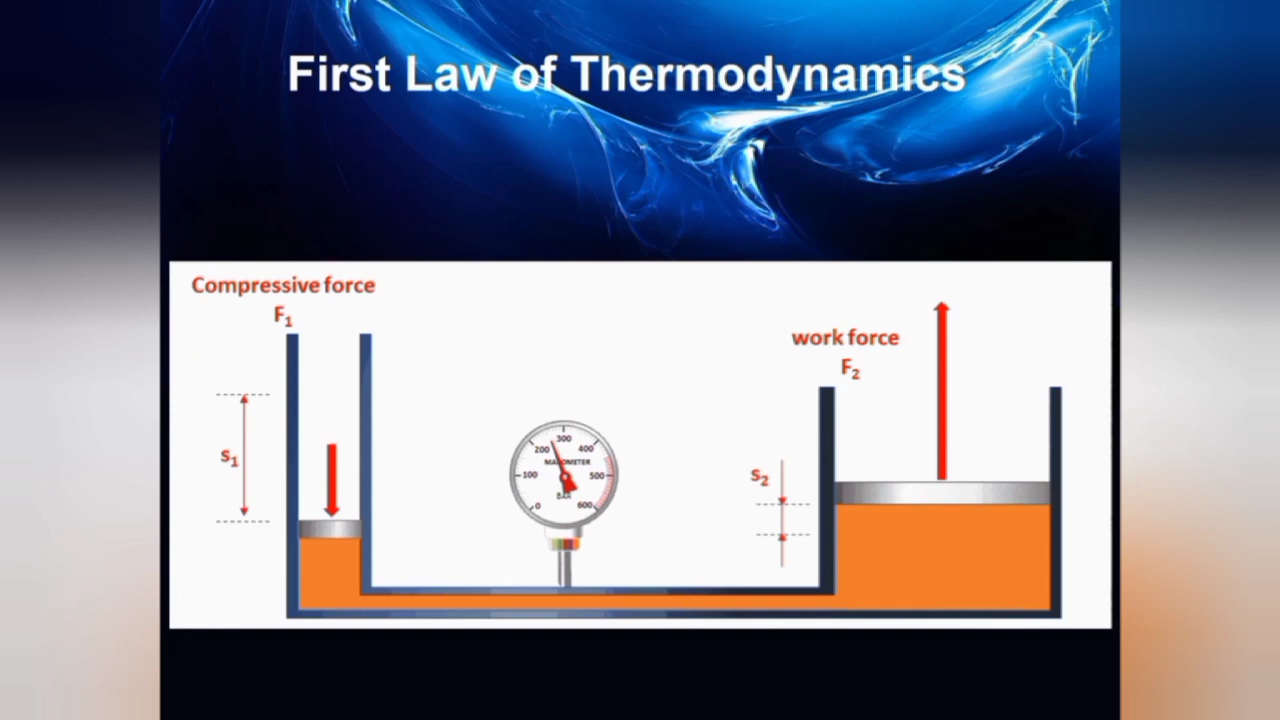 First Law of Thermodynamics
Compressive force
F₁
work force
F₂
s₁
s₂
0
100
200
300
400
500
600
MANOMETER
BAR